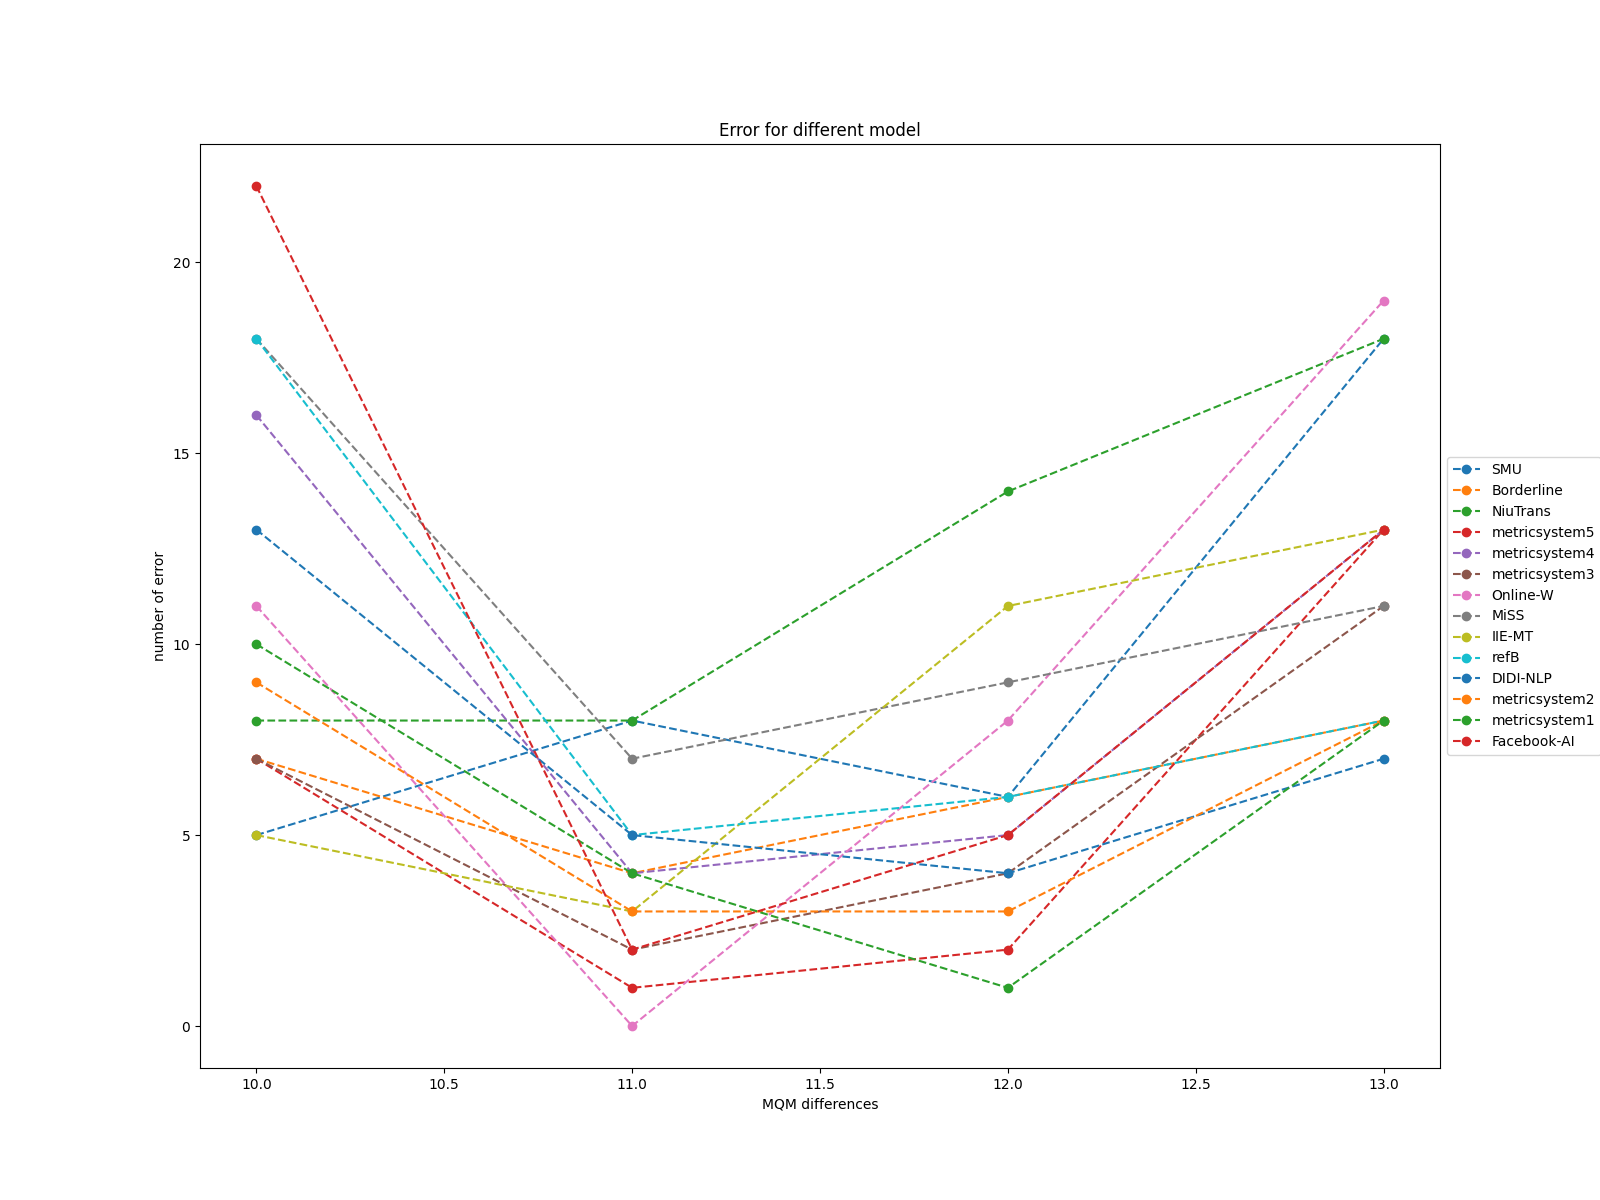 Error for different model
number of error
20
15
10
5
0
10.0 10.5 11.0 11.5 12.0 12.5 13.0
MQM differences
SMU
Borderline
NiuTrans
metricsystem5
metricsystem4
metricsystem3
Online-W
MiSS
IIE-MT
refB
DIDI-NLP
metricsystem2
metricsystem1
Facebook-AI